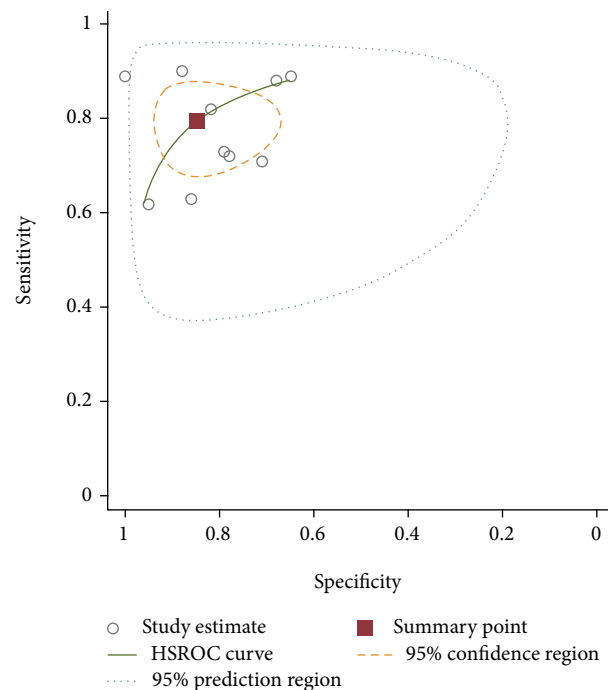 1
0.8
0.6
0.4
0.2
0
Sensitivity
1 0.8 0.6 0.4 0.2 0
Specificity
Study estimate Summary point
HSROC curve 95% confidence region
95% prediction region